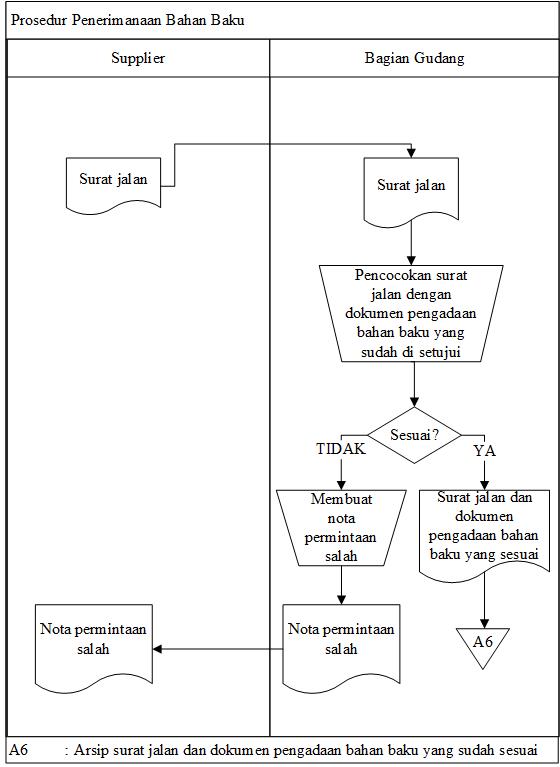 Prosedur Penerimanaan Bahan Baku
Supplier
Bagian Gudang
Surat jalan
Surat jalan
Pencocokan surat
jalan dengan
dokumen pengadaan
bahan baku yang
sudah di setujui
Sesuai?
TIDAK
YA
Membuat
nota
permintaan
salah
Surat jalan dan
dokumen
pengadaan bahan
baku yang sesuai
Nota permintaan
salah
Nota permintaan
salah
A6
A6 : Arsip surat jalan dan dokumen pengadaan bahan baku yang sudah sesuai